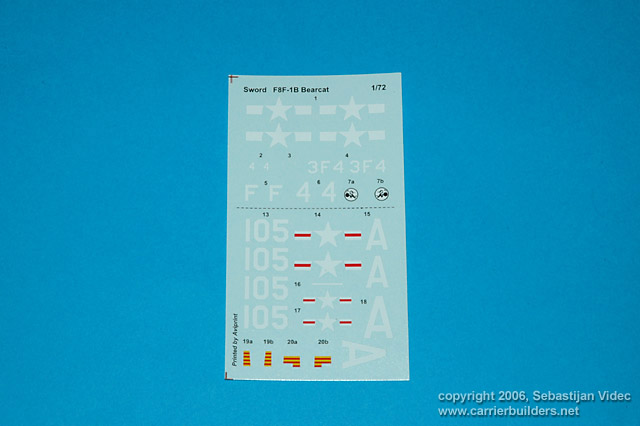 Sword F8F-1B Bearcat 1/72
1
2 3 4
4 4 3F4 3F4
5 6 7a 7b
F F 4 4
13 14 15
105 A
105 A
16
105
17 18
105 A
19a 19b 20a 20b
A
Printed by Aviprint
copyright 2006, Sebastijan Videc
www.carrierbuilders.net